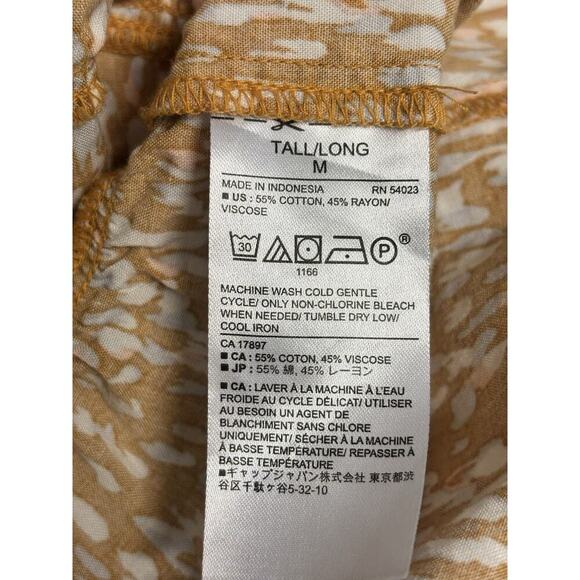 TALL/LONG
M
MADE IN INDONESIA RN 54023
■ US : 55% COTTON, 45% RAYON/
VISCOSE
30 P ®
1166
MACHINE WASH COLD GENTLE
CYCLE/ ONLY NON-CHLORINE BLEACH
WHEN NEEDED/ TUMBLE DRY LOW/
COOL IRON
CA 17897
■ CA : 55% COTON, 45% VISCOSE
■ JP : 55% 綿, 45% レーヨン
■ CA : LAVER À LA MACHINE À L'EAU
FROIDE AU CYCLE DÉLICAT/ UTILISER
AU BESOIN UN AGENT DE
BLANCHIMENT SANS CHLORE
UNIQUEMENT/ SÉCHER À LA MACHINE
À BASSE TEMPÉRATURE/ REPASSER À
BASSE TEMPÉRATURE
■ギャップジャパン株式会社 東京都渋
谷区千駄ヶ谷5-32-10